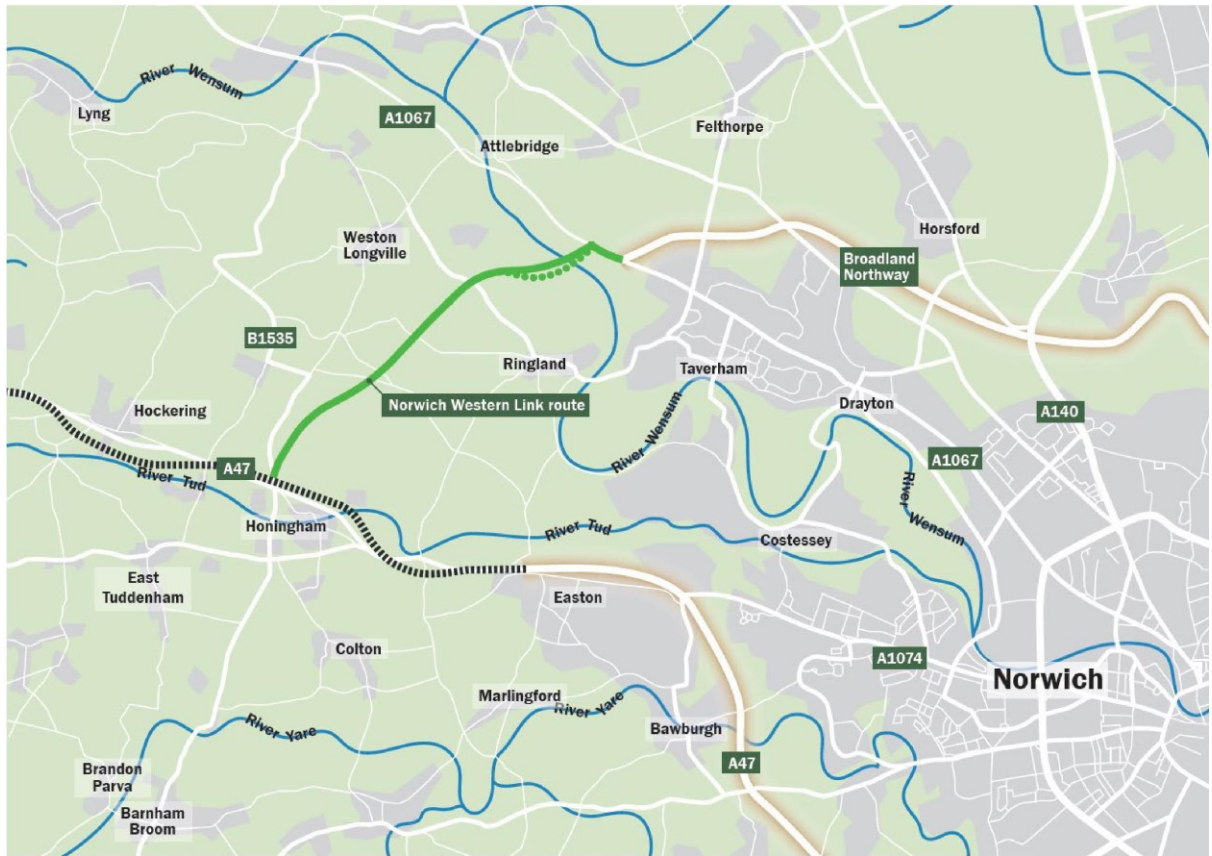 River Wensum
Lyng
A1067
Felthorpe
Attlebridge
Weston
Longville
Horsford
Broadland
Northway
B1535
Ringland
Taverham
Norwich Western Link route
Hockering
Drayton
A140
River Wensum
A1067
A47
River Tud
River Wensum
Honingham
River Tud
Costessey
East
Tuddenham
Easton
Colton
A1074
Norwich
Marlingford
River Yare
River Yare
Bawburgh
A47
Brandon
Parva
Barnham
Broom